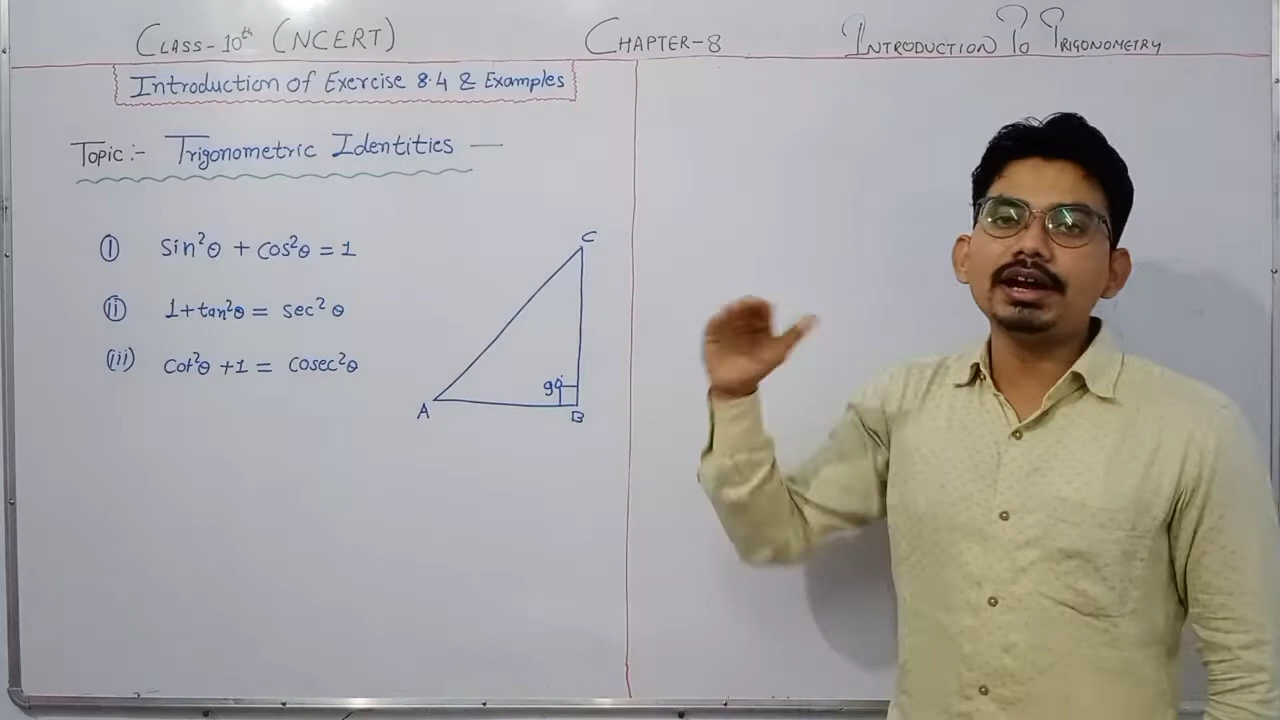 CLASS-10th (NCERT) CHAPTER-8 INTRODUCTION TO TRIGONOMETRY
Introduction of Exercise 8.4 & Examples
TOPIC:- Trigonometric Identities —
(i) sin²θ + cos²θ = 1
(ii) 1+tan²θ = sec²θ
(iii) cot²θ +1 = cosec²θ
C
90°
A
B